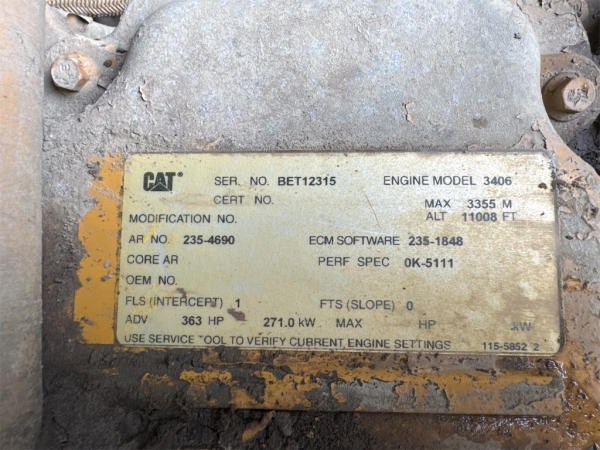 CAT® SER. NO. BET12315 ENGINE MODEL 3406
CERT NO. MAX 3355 M
MODIFICATION NO. ALT 11008 FT
AR NO. 235-4690 ECM SOFTWARE 235-1848
CORE AR PERF SPEC 0K-5111
OEM NO.
FLS (INTERCEPT) 1 FTS (SLOPE) 0
ADV 363 HP 271.0 kW MAX HP kW
USE SERVICE TOOL TO VERIFY CURRENT ENGINE SETTINGS 115-5852 2